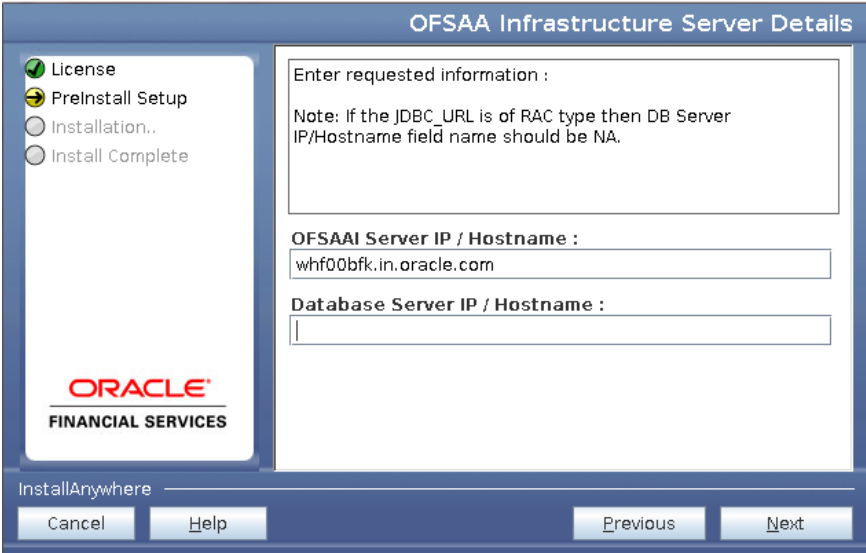 OFSAA Infrastructure Server Details
License
PreInstall Setup
Installation..
Install Complete
ORACLE
FINANCIAL SERVICES
Enter requested information :
Note: If the JDBC_URL is of RAC type then DB Server
IP/Hostname field name should be NA.
OFSAAI Server IP / Hostname :
whf00bfk.in.oracle.com
Database Server IP / Hostname :
InstallAnywhere
Cancel
Help
Previous
Next